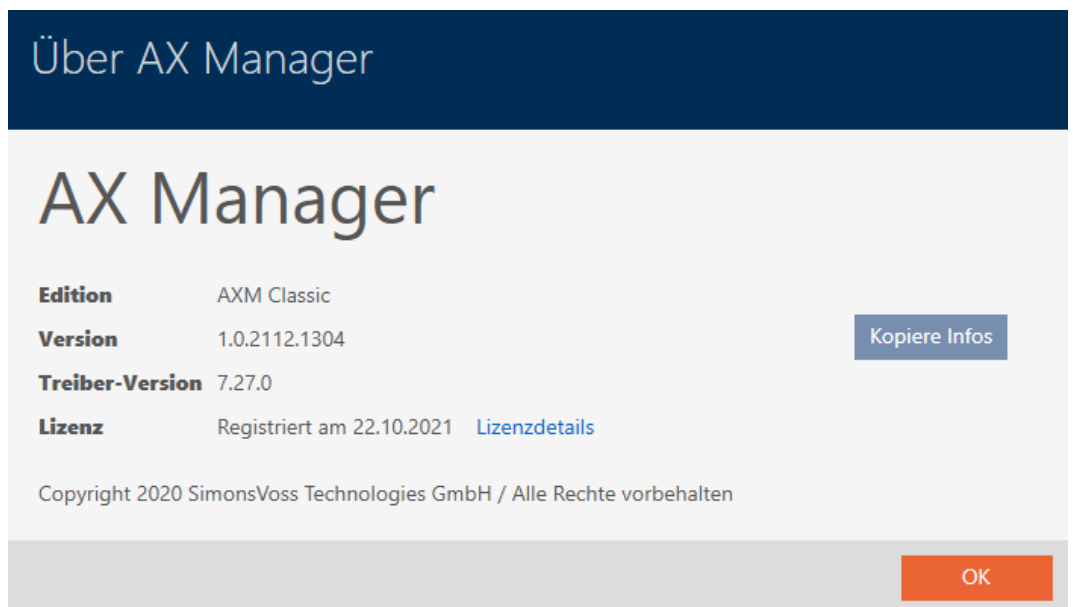 Über AX Manager
AX Manager
Edition AXM Classic
Version 1.0.2112.1304
Kopiere Infos
Treiber-Version 7.27.0
Lizenz Registriert am 22.10.2021 Lizenzdetails
Copyright 2020 SimonsVoss Technologies GmbH / Alle Rechte vorbehalten
OK